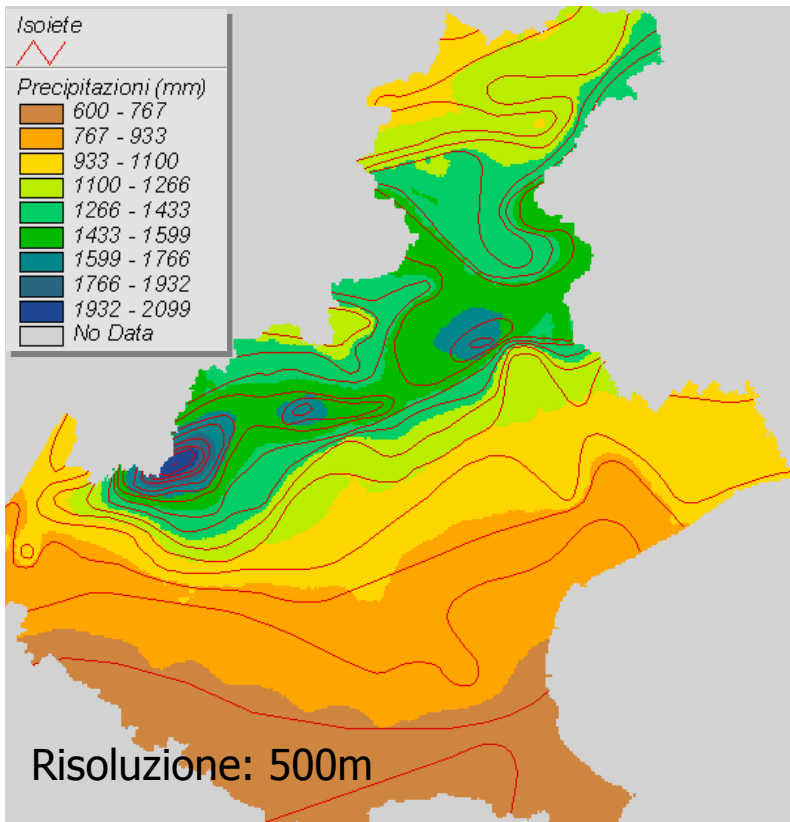 Isoiete
Precipitazioni (mm)
600 - 767
767 - 933
933 - 1100
1100 - 1266
1266 - 1433
1433 - 1599
1599 - 1766
1766 - 1932
1932 - 2099
No Data
Risoluzione: 500m